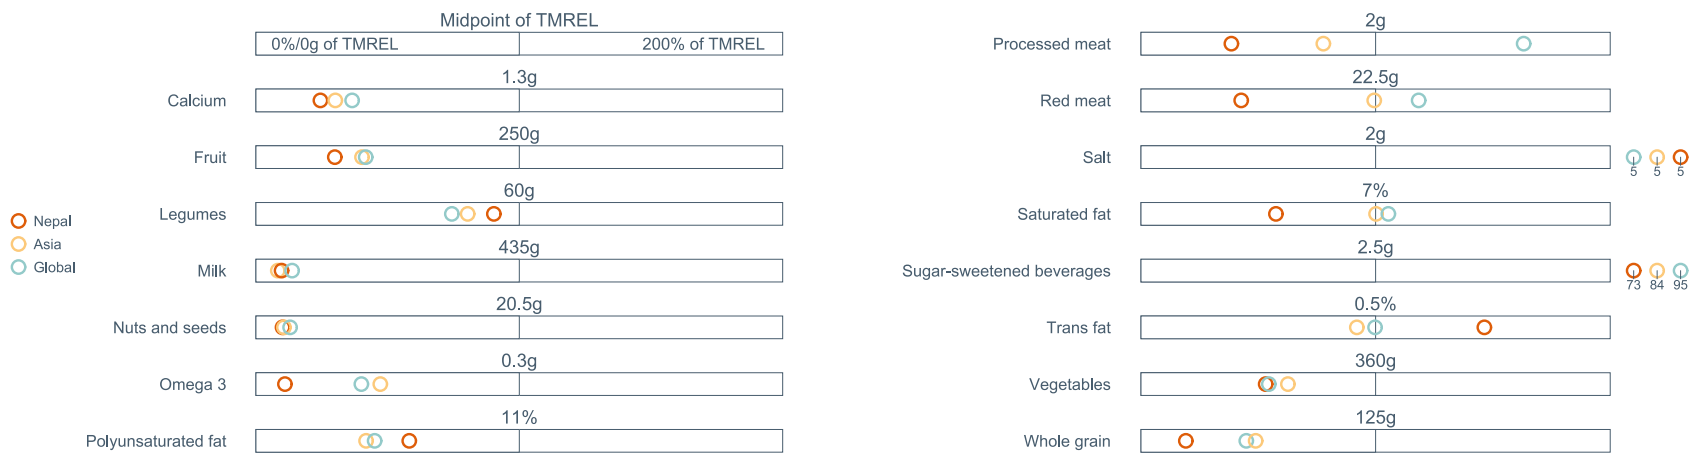 Midpoint of TMREL
0%/0g of TMREL
200% of TMREL
1.3g
Calcium
250g
Fruit
60g
Legumes
435g
Milk
20.5g
Nuts and seeds
0.3g
Omega 3
11%
Polyunsaturated fat
Nepal
Asia
Global
2g
Processed meat
22.5g
Red meat
2g
Salt
5 5 5
7%
Saturated fat
2.5g
Sugar-sweetened beverages
73 84 95
0.5%
Trans fat
360g
Vegetables
125g
Whole grain